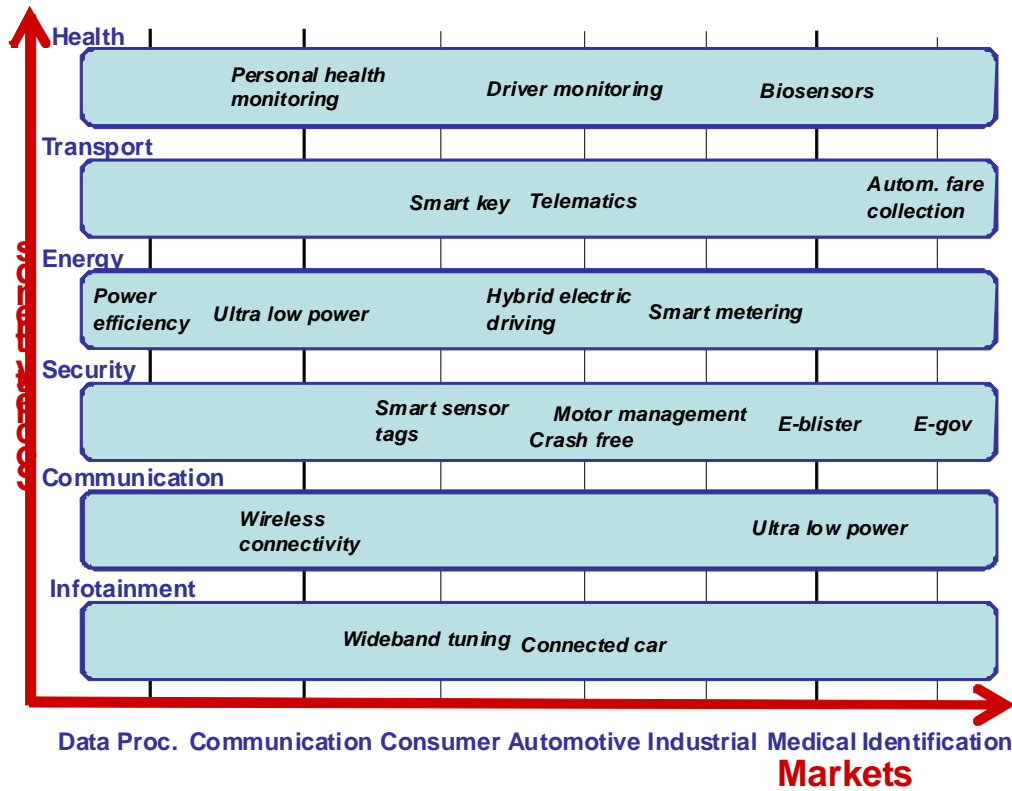 Health
Personal health
monitoring
Driver monitoring
Biosensors
Transport
Smart key
Telematics
Autom. fare
collection
Energy
Power
efficiency
Ultra low power
Hybrid electric
driving
Smart metering
Security
Smart sensor
tags
Motor management
Crash free
E-blister
E-gov
Communication
Wireless
connectivity
Ultra low power
Infotainment
Wideband tuning
Connected car
Data Proc. Communication Consumer Automotive Industrial Medical Identification
Markets